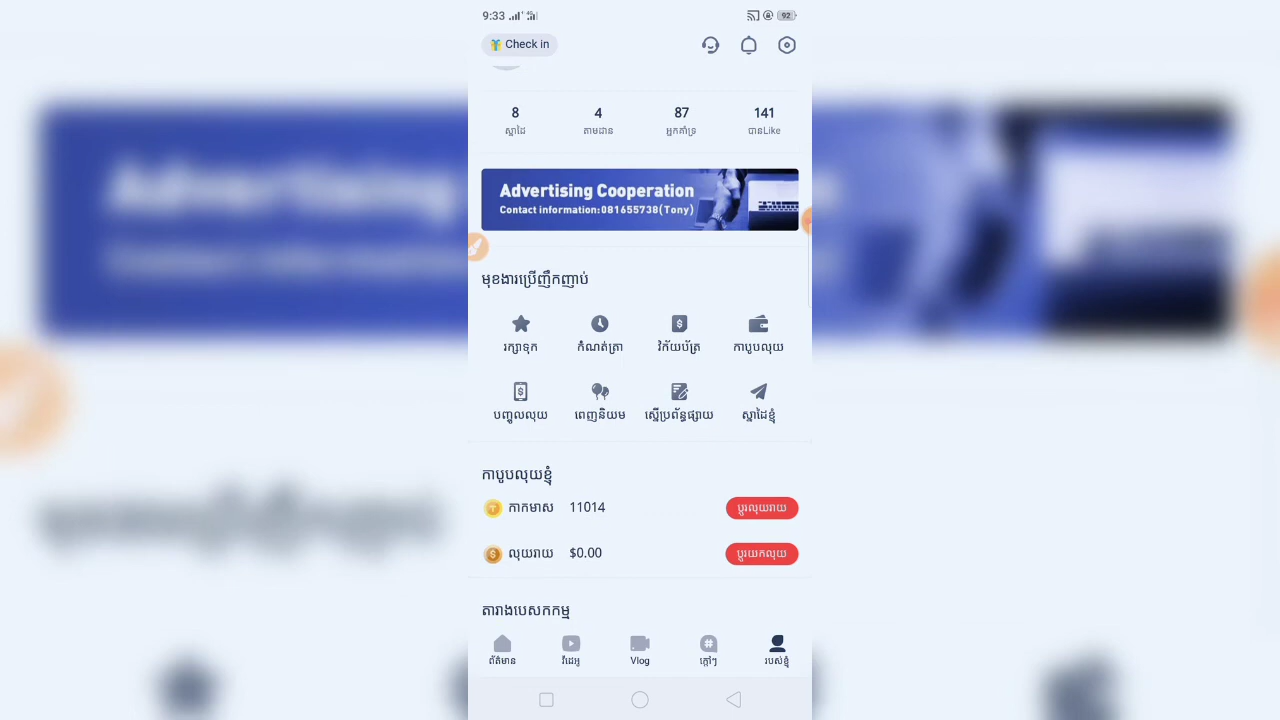 9:33
92
Check in
8 4 87 141
ស្នាដៃ តាមដាន អ្នកគាំទ្រ បានLike
Advertising Cooperation
Contact information:081655738(Tony)
មុខងារប្រើញឹកញាប់
រក្សាទុក កំណត់ត្រា វិក័យប័ត្រ កាបូបលុយ
បញ្ចូលលុយ ពេញនិយម ស្នើប្រព័ន្ធផ្សាយ ស្នាដៃខ្ញុំ
កាបូបលុយខ្ញុំ
កាកមាស 11014 ប្តូរលុយរាយ
លុយរាយ $0.00 ប្តូរយកលុយ
តារាងបេសកកម្ម
ព័ត៌មាន វីដេអូ Vlog ក្តៅៗ របស់ខ្ញុំ